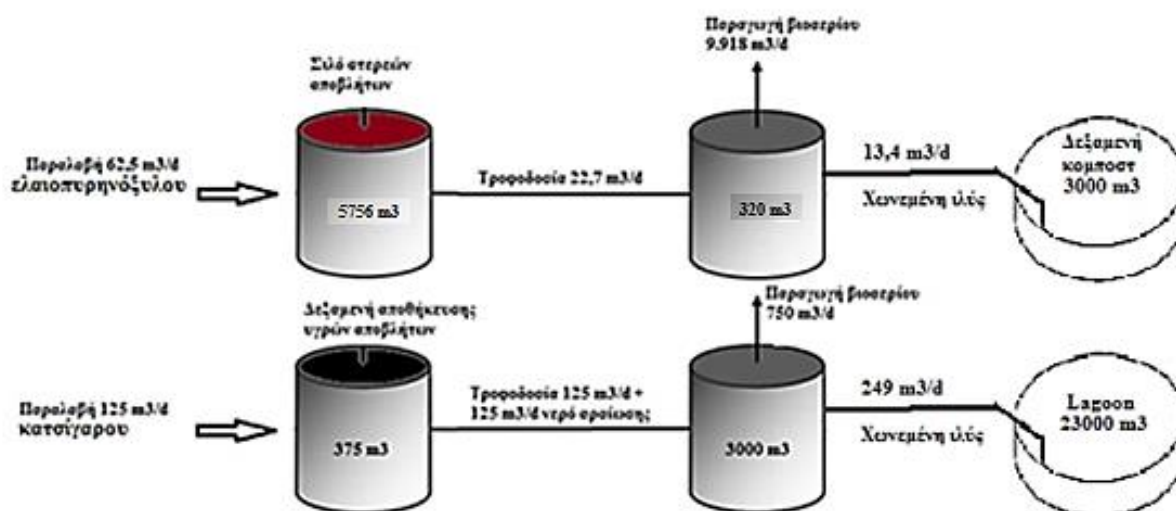 Παραγωγή βιοαερίου
9.918 m3/d
Σιλό στερεών
αποβλήτων
Παραλαβή 62,5 m3/d
ελαιοπυρηνόξυλου
5756 m3
Τροφοδοσία 22,7 m3/d
320 m3
13,4 m3/d
Χωνεμένη ιλύς
Δεξαμενή
κομποστ
3000 m3
Παραγωγή βιοαερίου
750 m3/d
Δεξαμενή αποθήκευσης
υγρών αποβλήτων
Παραλαβή 125 m3/d
κατσίγαρου
375 m3
Τροφοδοσία 125 m3/d +
125 m3/d νερό αραίωσης
3000 m3
249 m3/d
Χωνεμένη ιλύς
Lagoon
23000 m3